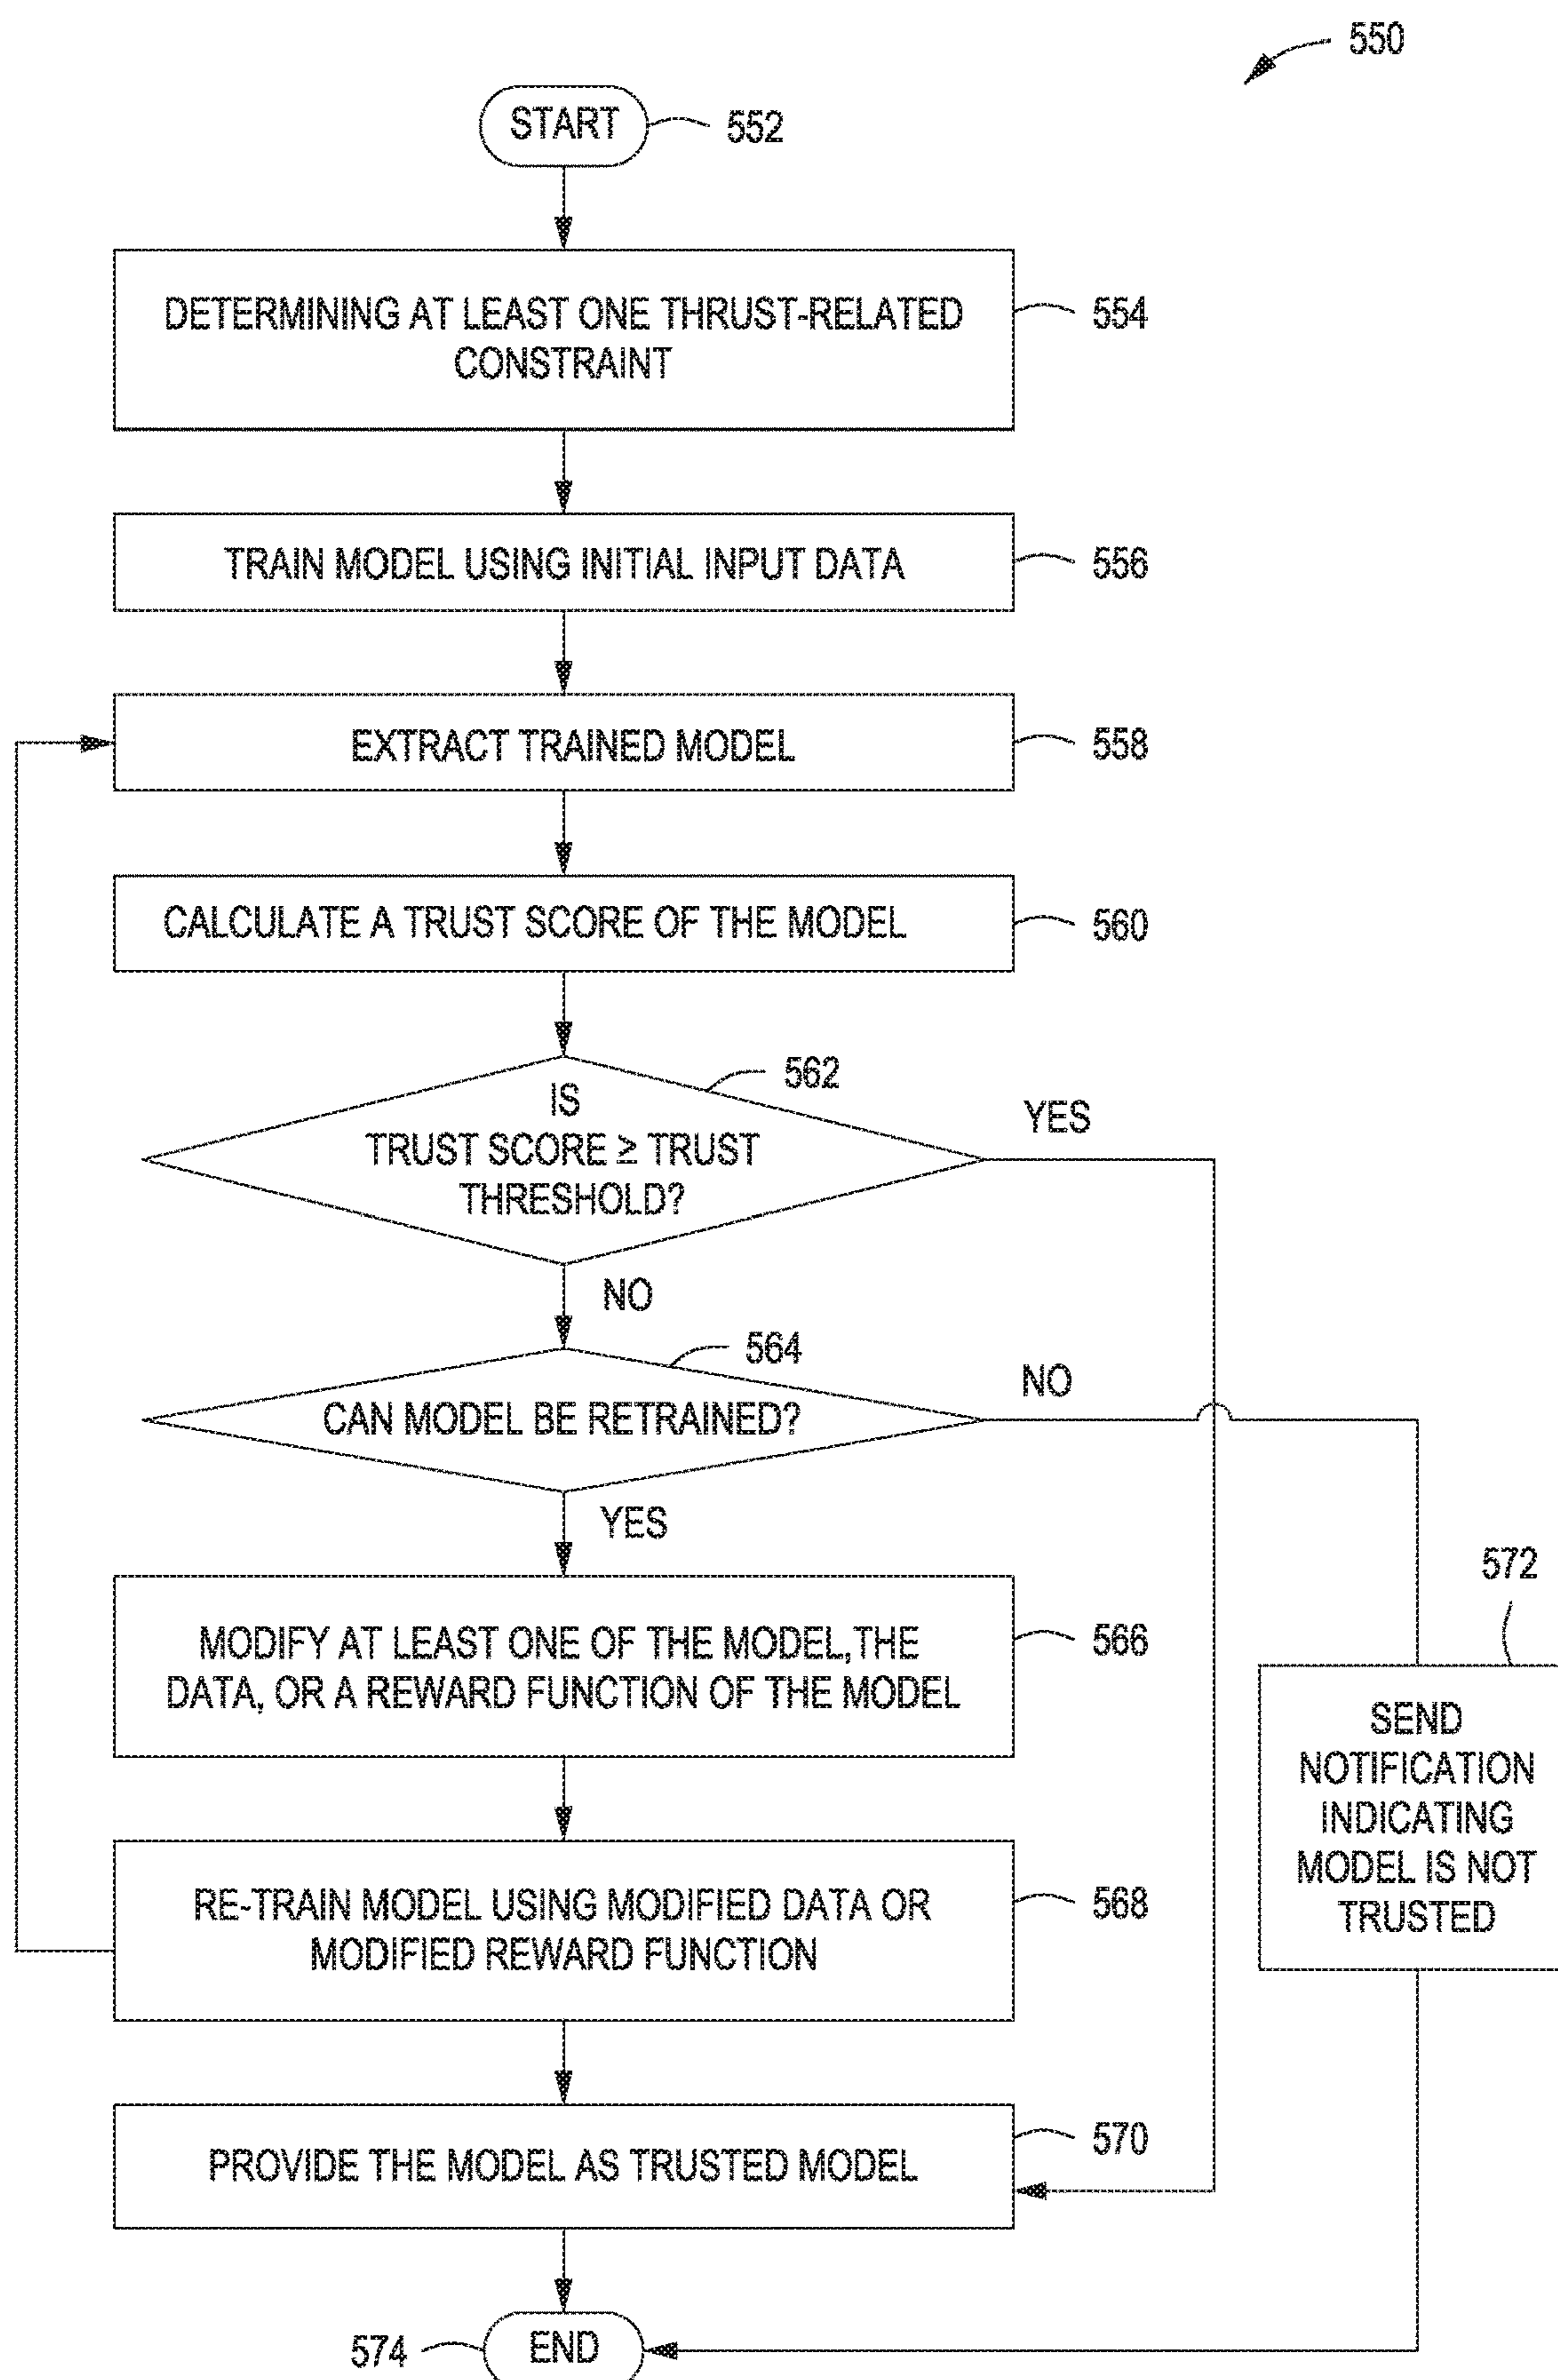 550
START
552
DETERMINING AT LEAST ONE THRUST-RELATED
CONSTRAINT
554
TRAIN MODEL USING INITIAL INPUT DATA
556
EXTRACT TRAINED MODEL
558
CALCULATE A TRUST SCORE OF THE MODEL
560
562
IS
TRUST SCORE ≥ TRUST
THRESHOLD?
YES
NO
564
CAN MODEL BE RETRAINED?
NO
YES
572
MODIFY AT LEAST ONE OF THE MODEL,THE
DATA, OR A REWARD FUNCTION OF THE MODEL
566
SEND
NOTIFICATION
INDICATING
MODEL IS NOT
TRUSTED
RE-TRAIN MODEL USING MODIFIED DATA OR
MODIFIED REWARD FUNCTION
568
PROVIDE THE MODEL AS TRUSTED MODEL
570
574
END